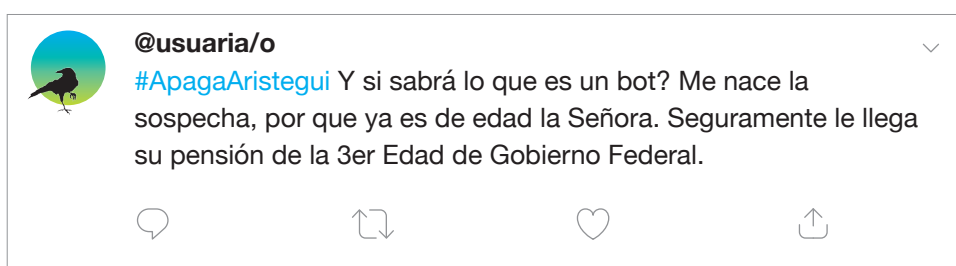 @usuaria/o
#ApagaAristegui Y si sabrá lo que es un bot? Me nace la
sospecha, por que ya es de edad la Señora. Seguramente le llega
su pensión de la 3er Edad de Gobierno Federal.